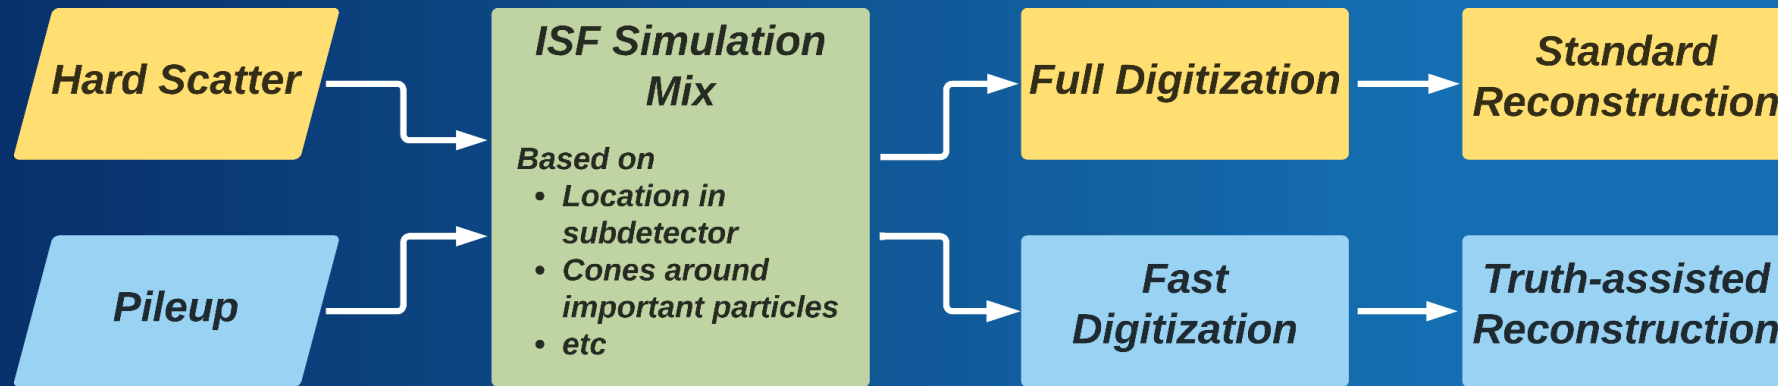 Hard Scatter
Pileup
ISF Simulation
Mix
Based on
• Location in
subdetector
• Cones around
important particles
• etc
Full Digitization
Fast
Digitization
Standard
Reconstruction
Truth-assisted
Reconstruction